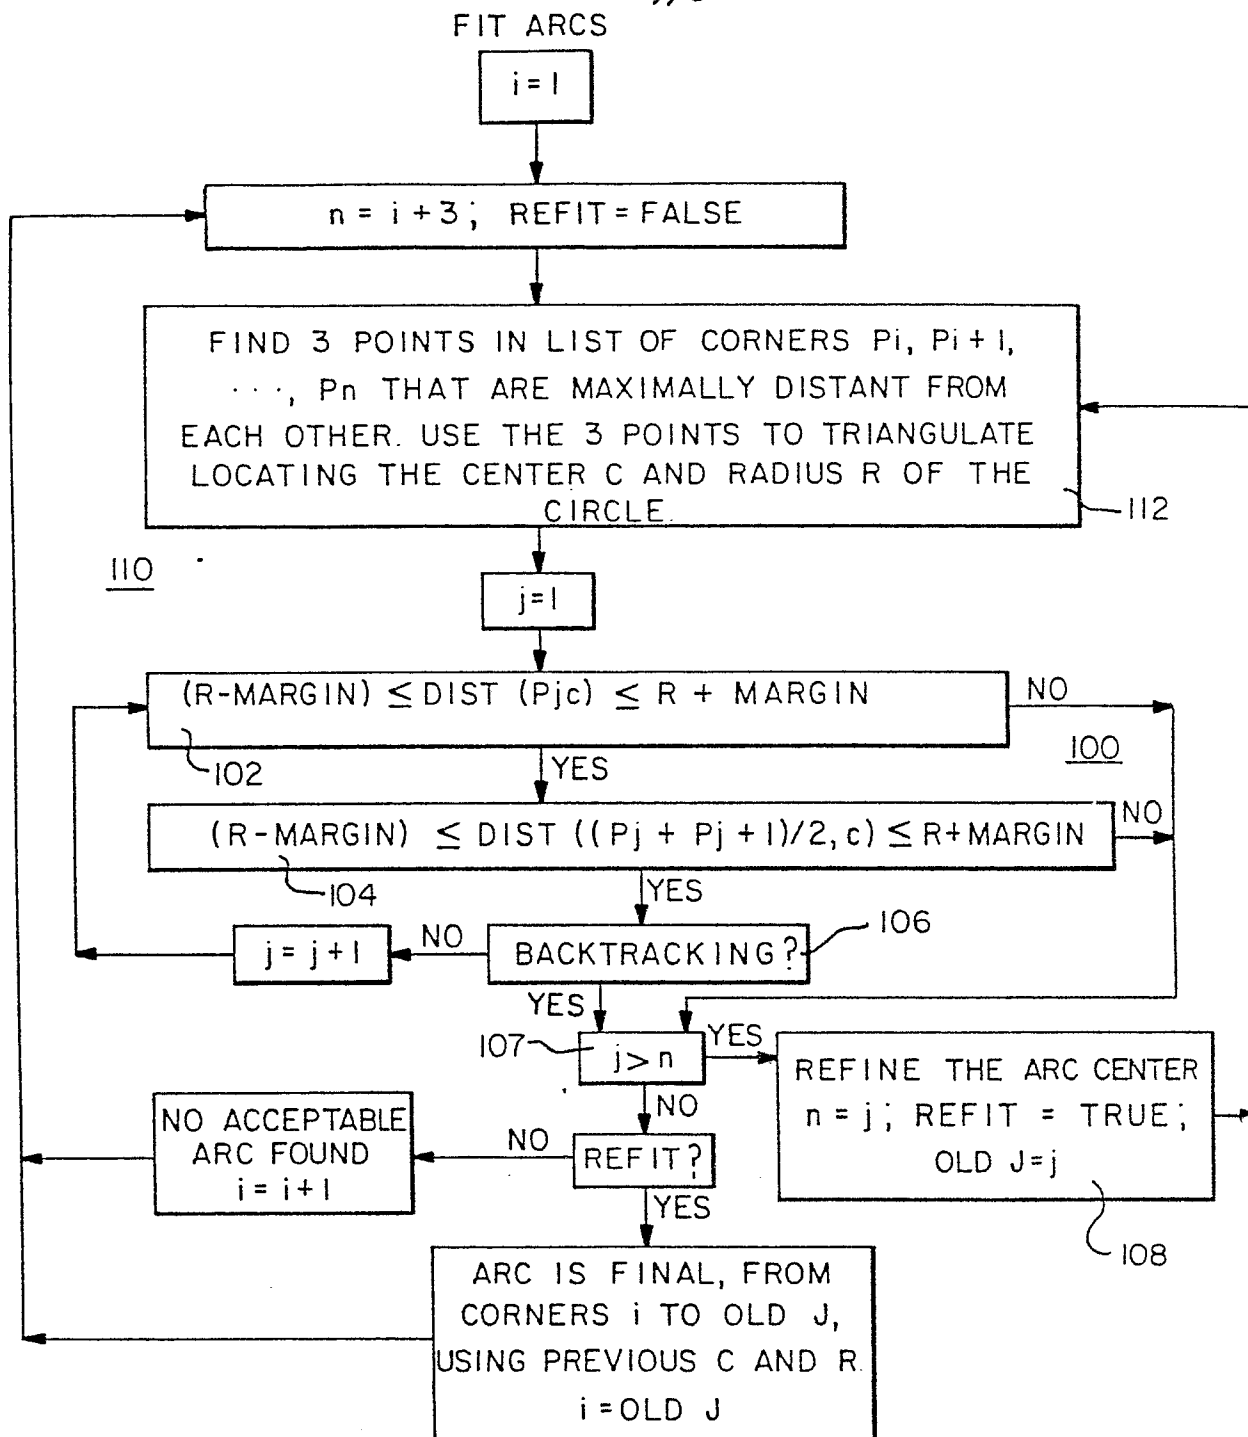 FIT ARCS
i = 1
n = i + 3 ; REFIT = FALSE
FIND 3 POINTS IN LIST OF CORNERS Pi, Pi + 1,
..., Pn THAT ARE MAXIMALLY DISTANT FROM
EACH OTHER. USE THE 3 POINTS TO TRIANGULATE
LOCATING THE CENTER C AND RADIUS R OF THE
CIRCLE.
112
110
j = 1
(R-MARGIN) ≤ DIST (Pjc) ≤ R + MARGIN
NO
102
YES
100
(R-MARGIN) ≤ DIST ((Pj + Pj + 1)/2, c) ≤ R+MARGIN
NO
104
YES
106
j = j + 1
NO
BACKTRACKING?
YES
107
j > n
YES
REFINE THE ARC CENTER
n = j ; REFIT = TRUE ;
OLD J = j
108
NO
NO ACCEPTABLE
ARC FOUND
i = i + 1
NO
REFIT?
YES
ARC IS FINAL, FROM
CORNERS i TO OLD J,
USING PREVIOUS C AND R.
i = OLD J